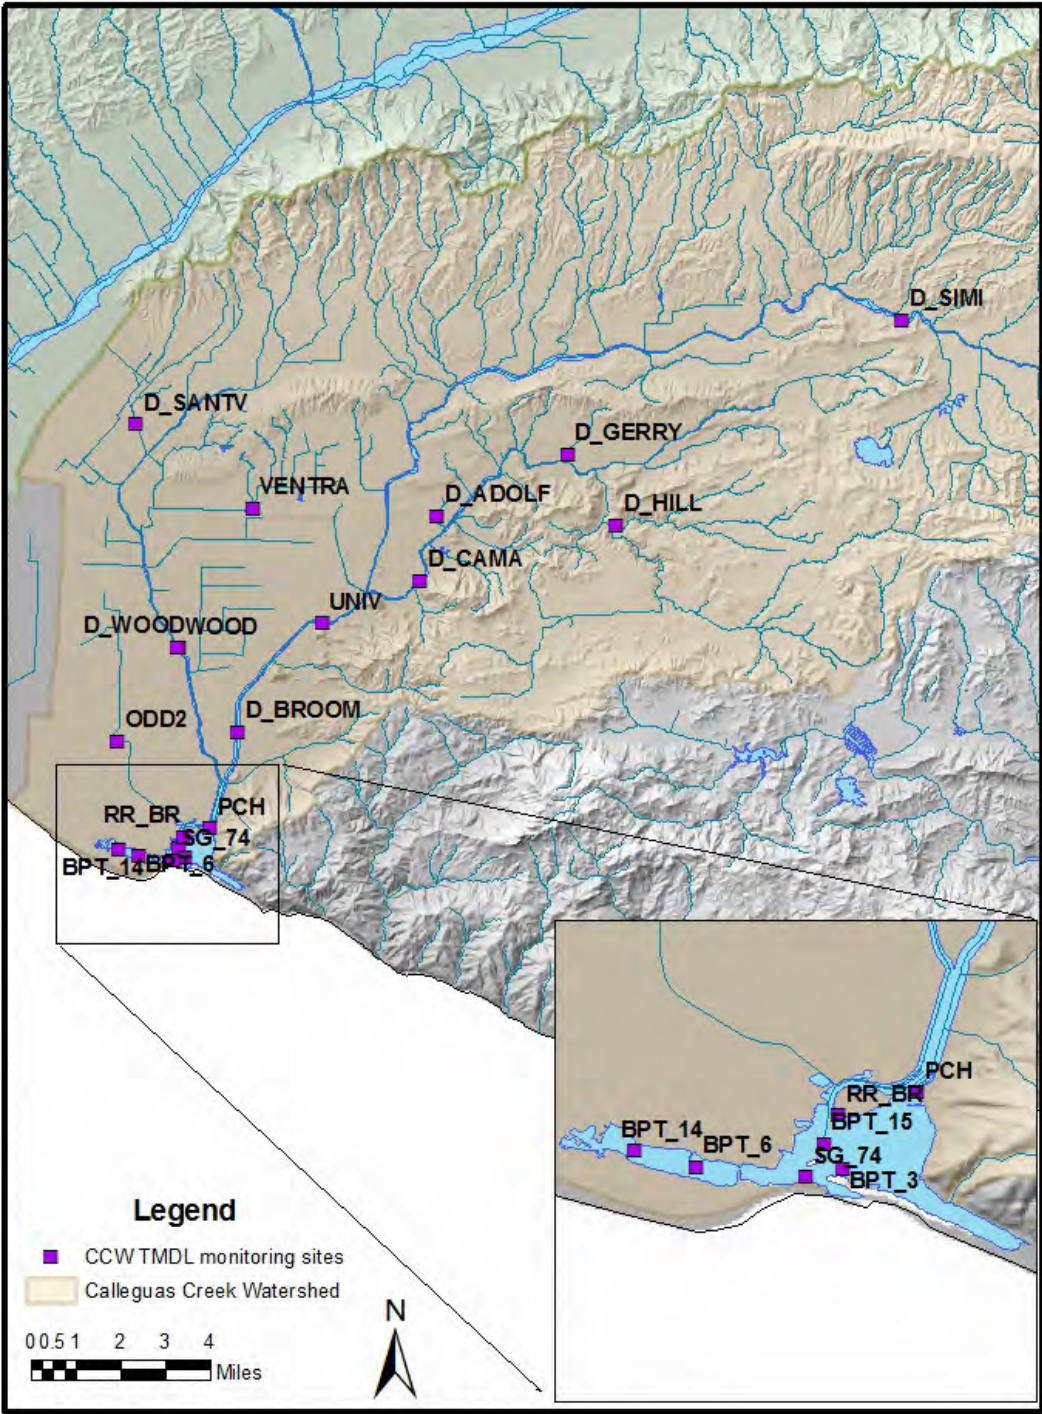 D_SIMI
D_SANTV
D_GERRY
VENTRA
D_ADOLF
D_HILL
D_CAMA
UNIV
D_WOODWOOD
D_BROOM
ODD2
PCH
RR_BR
SG_74
BPT_14 BPT_6
PCH
RR_BR
BPT_15
BPT_14
BPT_6
SG_74
BPT_3
Legend
CCW TMDL monitoring sites
Calleguas Creek Watershed
N
0 0.5 1 2 3 4
Miles